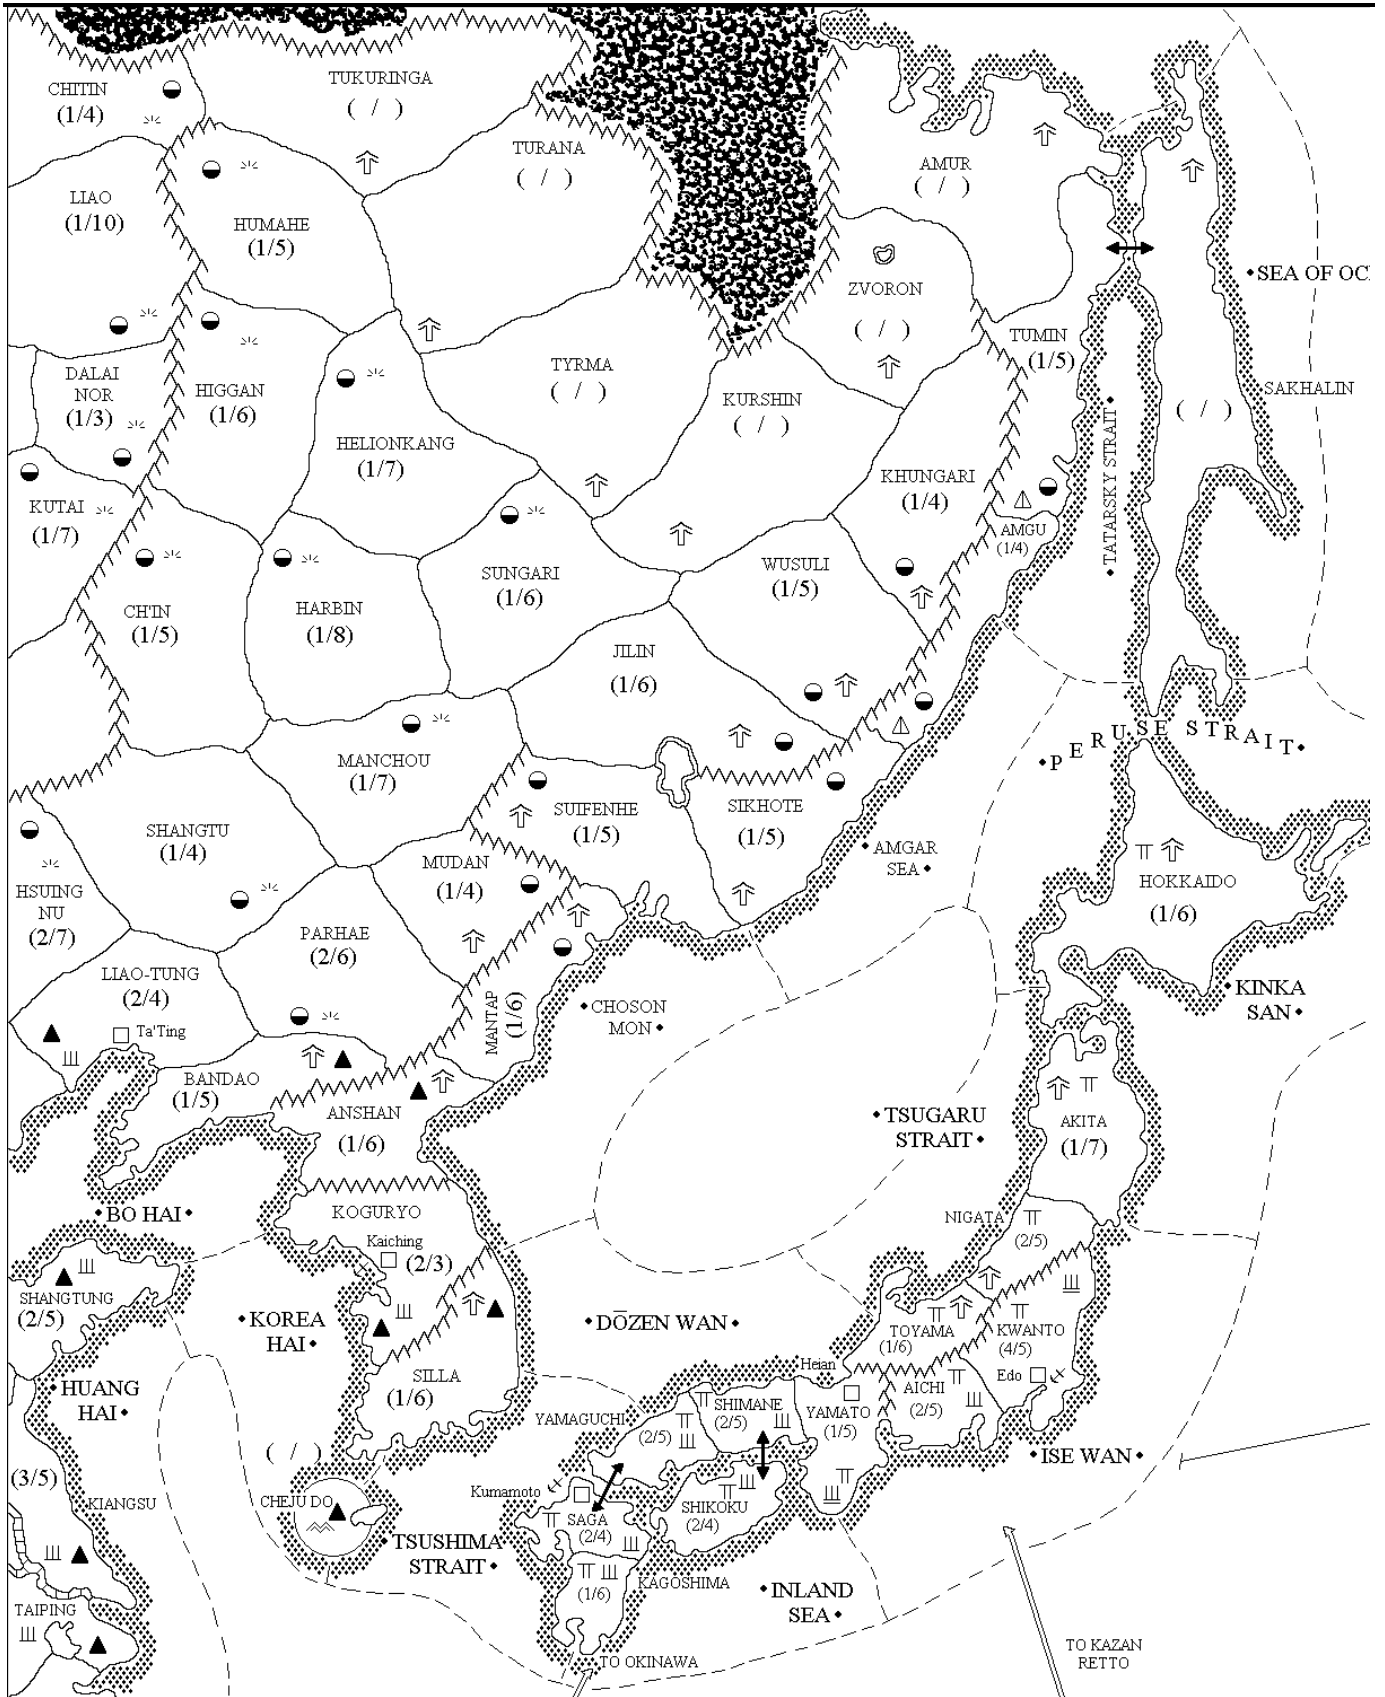 TUKURINGA
( / )
CHITIN
(1/4)
TURANA
( / )
AMUR
( / )
LIAO
(1/10)
HUMAHE
(1/5)
SEA OF OC
ZVORON
( / )
TUMIN
(1/5)
DALAI
NOR
(1/3)
HIGGAN
(1/6)
TYRMA
( / )
KURSHIN
( / )
SAKHALIN
( / )
HELIONKANG
(1/7)
KHUNGARI
(1/4)
TATARSKY STRAIT
KUTAI
(1/7)
AMGU
(1/4)
SUNGARI
(1/6)
WUSULI
(1/5)
CH'IN
(1/5)
HARBIN
(1/8)
JILIN
(1/6)
PERUSE STRAIT
MANCHOU
(1/7)
SUIFENHE
(1/5)
SIKHOTE
(1/5)
SHANGTU
(1/4)
AMGAR
SEA
MUDAN
(1/4)
HOKKAIDO
(1/6)
HSUING
NU
(2/7)
PARHAE
(2/6)
LIAO-TUNG
(2/4)
Ta'Ting
KINKA
SAN
MANTAP
(1/6)
CHOSON
MON
BANDAO
(1/5)
ANSHAN
(1/6)
TSUGARU
STRAIT
AKITA
(1/7)
BO HAI
KOGURYO
Kaiching
(2/3)
NIGATA
(2/5)
SHANGTUNG
(2/5)
KOREA
HAI
DŌZEN WAN
TOYAMA
(1/6)
KWANTO
(4/5)
Edo
SILLA
(1/6)
Heian
HUANG
HAI
AICHI
(2/5)
YAMAGUCHI
(2/5)
SHIMANE
(2/5)
YAMATO
(1/5)
ISE WAN
(3/5)
KIANGSU
( / )
CHEJU DO
Kumamoto
SAGA
(2/4)
SHIKOKU
(2/4)
TSUSHIMA
STRAIT
(1/6)
KAGOSHIMA
INLAND
SEA
TAIPING
TO OKINAWA
TO KAZAN
RETTO